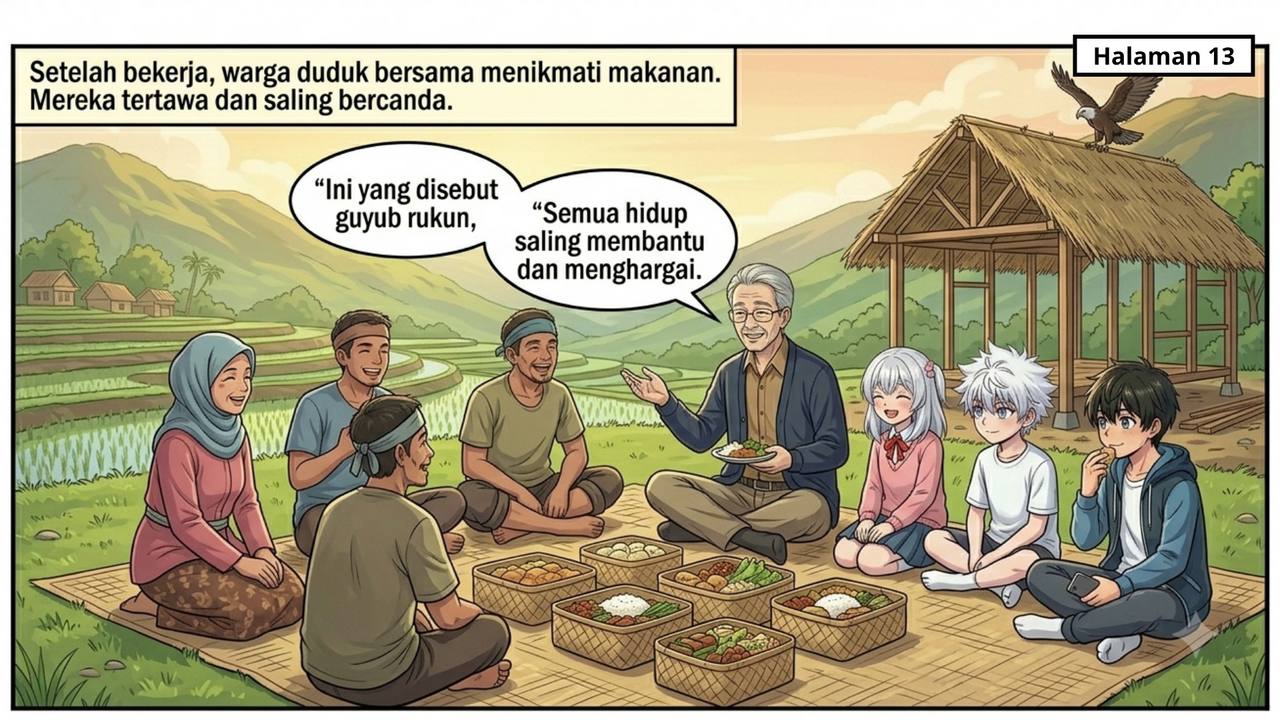 Halaman 13
Setelah bekerja, warga duduk bersama menikmati makanan.
Mereka tertawa dan saling bercanda.
“Ini yang disebut
guyub rukun,
“Semua hidup
saling membantu
dan menghargai.